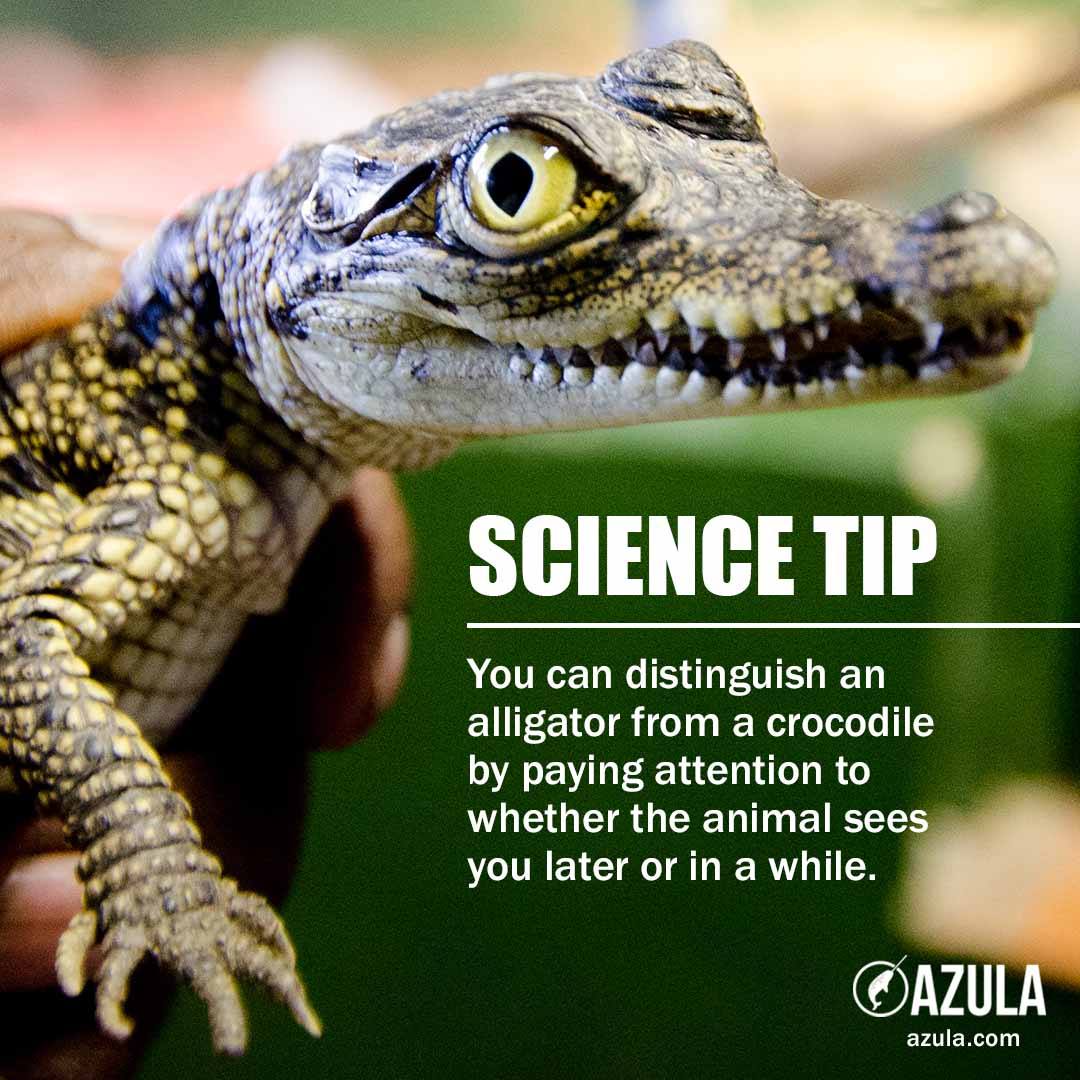 SCIENCE TIP
You can distinguish an
alligator from a crocodile
by paying attention to
whether the animal sees
you later or in a while.
AZULA
azula.com